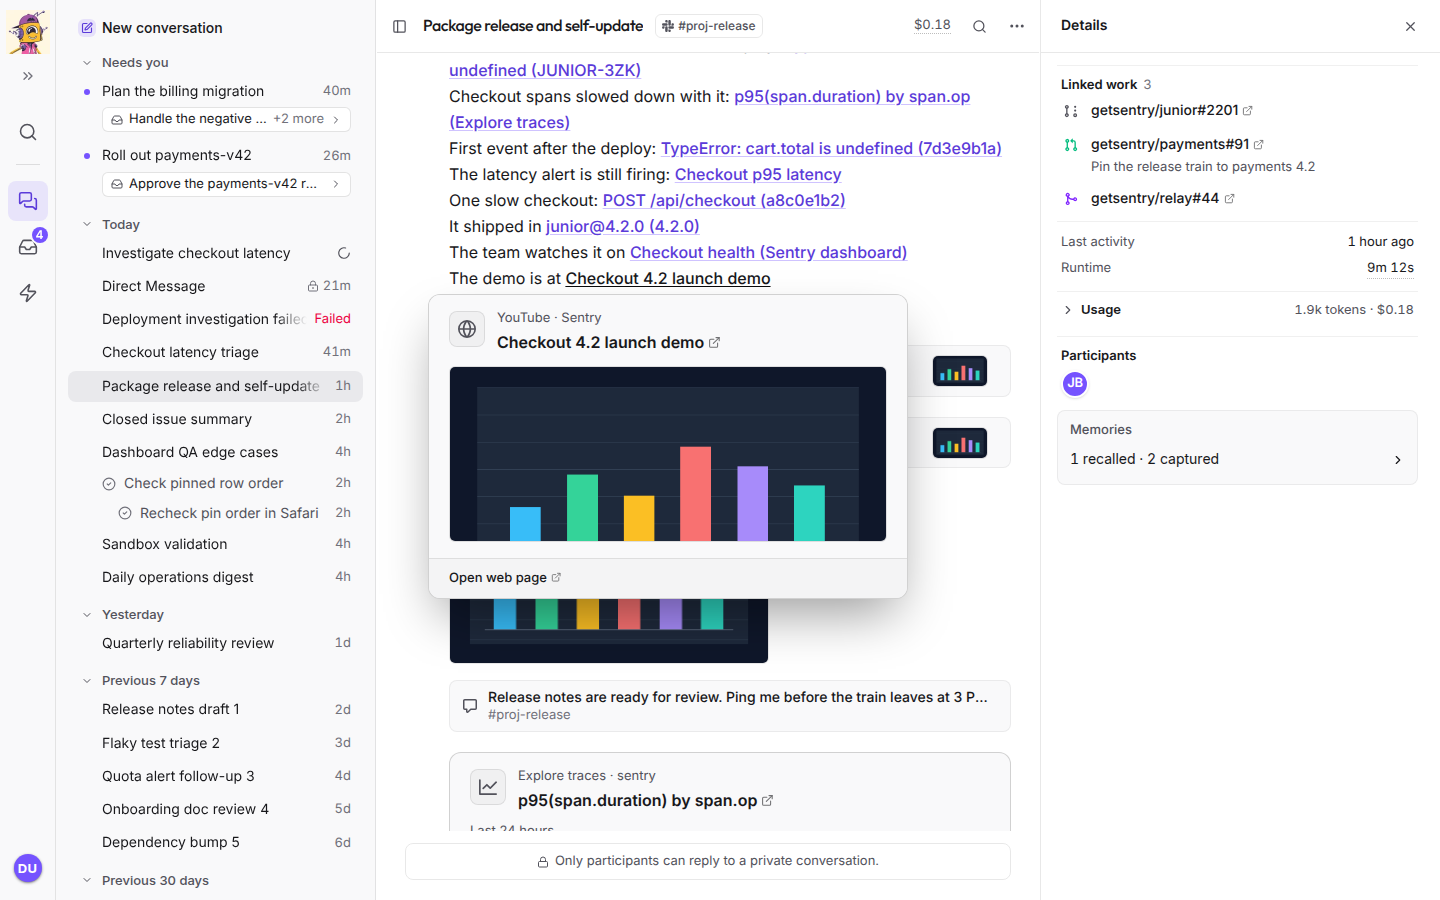 New conversation
Needs you
Plan the billing migration 40m
Handle the negative ... +2 more
Roll out payments-v42 26m
Approve the payments-v42 r...
4
Today
Investigate checkout latency
Direct Message 21m
Deployment investigation failed Failed
Checkout latency triage 41m
Package release and self-update 1h
Closed issue summary 2h
Dashboard QA edge cases 4h
Check pinned row order 2h
Recheck pin order in Safari 2h
Sandbox validation 4h
Daily operations digest 4h
Yesterday
Quarterly reliability review 1d
Previous 7 days
Release notes draft 1 2d
Flaky test triage 2 3d
Quota alert follow-up 3 4d
Onboarding doc review 4 5d
Dependency bump 5 6d
Previous 30 days
DU
Package release and self-update #proj-release $0.18
undefined (JUNIOR-3ZK)
Checkout spans slowed down with it: p95(span.duration) by span.op
(Explore traces)
First event after the deploy: TypeError: cart.total is undefined (7d3e9b1a)
The latency alert is still firing: Checkout p95 latency
One slow checkout: POST /api/checkout (a8c0e1b2)
It shipped in junior@4.2.0 (4.2.0)
The team watches it on Checkout health (Sentry dashboard)
The demo is at Checkout 4.2 launch demo
YouTube · Sentry
Checkout 4.2 launch demo
Open web page
Release notes are ready for review. Ping me before the train leaves at 3 P...
#proj-release
Explore traces · sentry
p95(span.duration) by span.op
Last 24 hours
Only participants can reply to a private conversation.
Details
Linked work 3
getsentry/junior#2201
getsentry/payments#91
Pin the release train to payments 4.2
getsentry/relay#44
Last activity 1 hour ago
Runtime 9m 12s
Usage 1.9k tokens · $0.18
Participants
JB
Memories
1 recalled · 2 captured